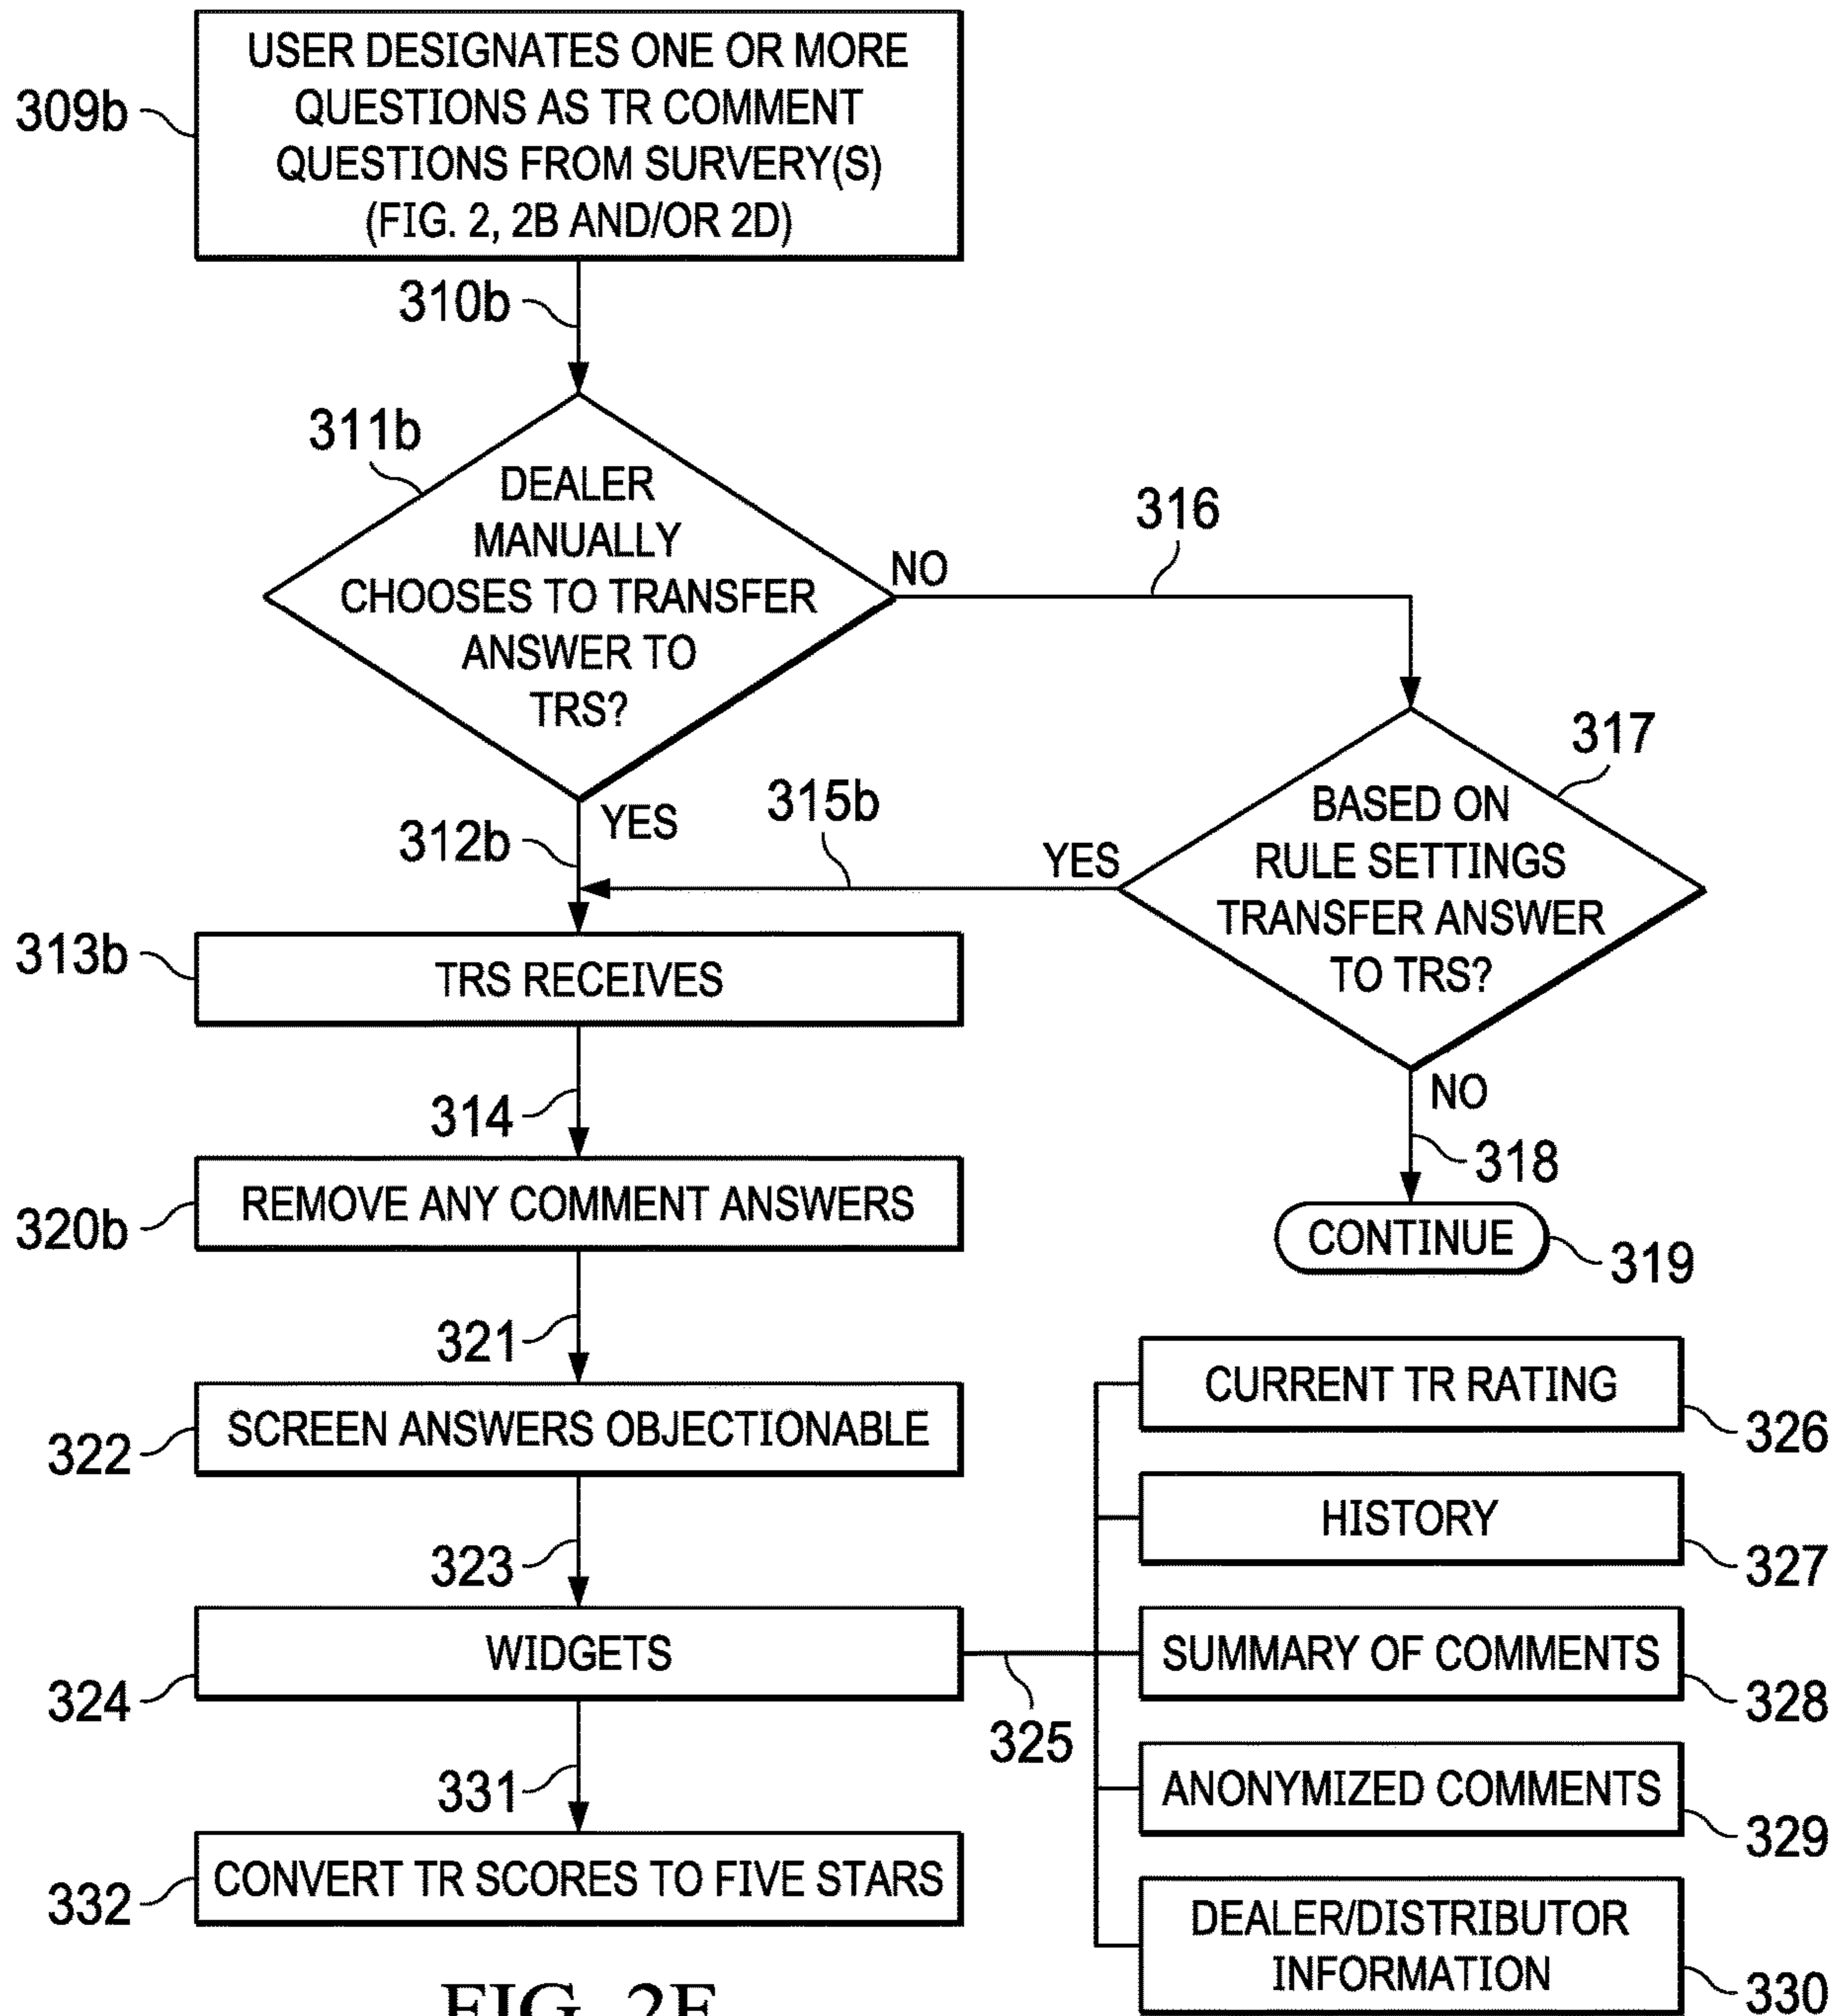 USER DESIGNATES ONE OR MORE
QUESTIONS AS TR COMMENT
QUESTIONS FROM SURVERY(S)
(FIG. 2, 2B AND/OR 2D)
309b
310b
311b
DEALER
MANUALLY
CHOOSES TO TRANSFER
ANSWER TO
TRS?
NO
316
317
BASED ON
RULE SETTINGS
TRANSFER ANSWER
TO TRS?
YES
312b
315b
YES
313b
TRS RECEIVES
NO
318
CONTINUE
319
314
320b
REMOVE ANY COMMENT ANSWERS
321
322
SCREEN ANSWERS OBJECTIONABLE
323
324
WIDGETS
325
CURRENT TR RATING
326
HISTORY
327
SUMMARY OF COMMENTS
328
ANONYMIZED COMMENTS
329
DEALER/DISTRIBUTOR
INFORMATION
330
331
332
CONVERT TR SCORES TO FIVE STARS
FIG.